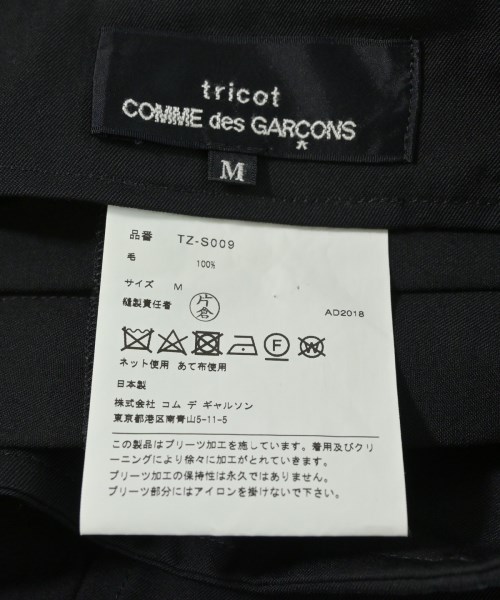 tricot
COMME des GARÇONS
M
品番 TZ-S009
毛 100%
サイズ M
縫製責任者 片倉 AD2018
F W
ネット使用 あて布使用
日本製
株式会社 コム デ ギャルソン
東京都港区南青山5-11-5
この製品はプリーツ加工を施しています。着用及びクリ
ーニングにより徐々に加工がとれていきます。
プリーツ加工の保持性は永久ではありません。
プリーツ部分にはアイロンを掛けないで下さい。